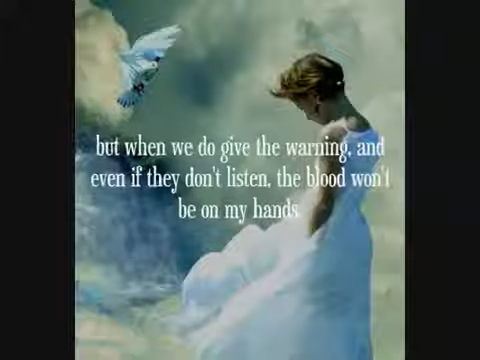 but when we do give the warning, and
even if they don't listen, the blood won't
be on my hands